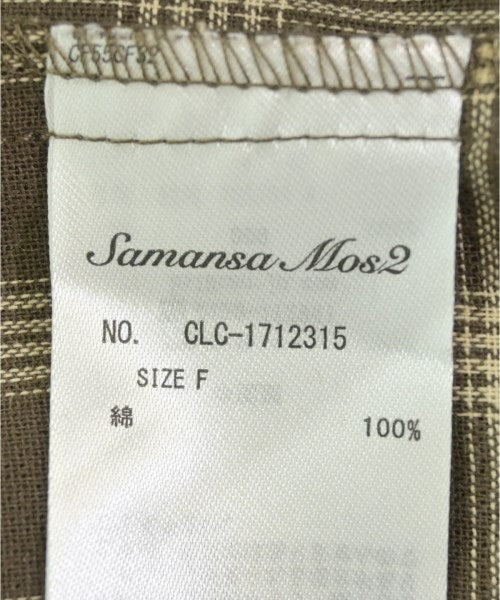 Samansa Mos2
NO. CLC-1712315
SIZE F
綿 100%